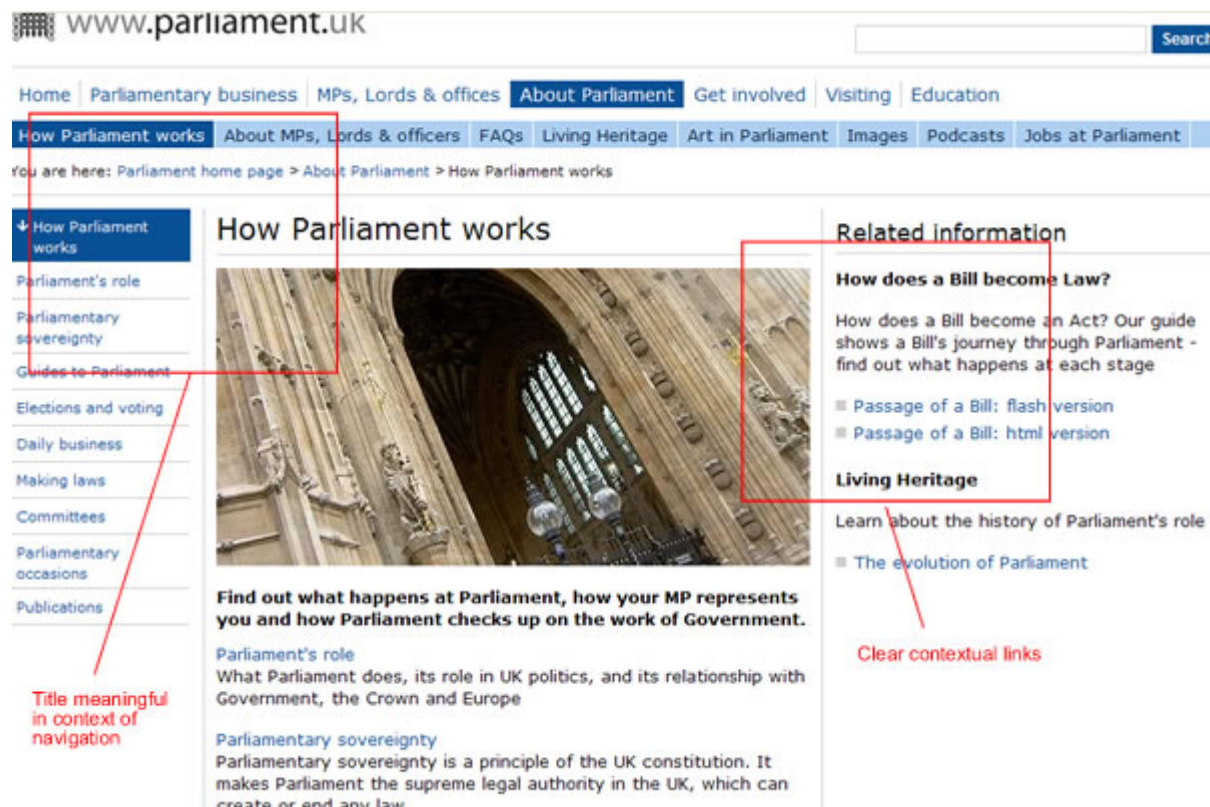 www.parliament.uk
Search
Home Parliamentary business MPs, Lords & offices About Parliament Get involved Visiting Education
How Parliament works About MPs, Lords & officers FAQs Living Heritage Art in Parliament Images Podcasts Jobs at Parliament
You are here: Parliament home page > About Parliament > How Parliament works
How Parliament
works
Parliament's role
Parliamentary
sovereignty
Guides to Parliament
Elections and voting
Daily business
Making laws
Committees
Parliamentary
occasions
Publications
Title meaningful
in context of
navigation
How Parliament works
Find out what happens at Parliament, how your MP represents
you and how Parliament checks up on the work of Government.
Parliament's role
What Parliament does, its role in UK politics, and its relationship with
Government, the Crown and Europe
Parliamentary sovereignty
Parliamentary sovereignty is a principle of the UK constitution. It
makes Parliament the supreme legal authority in the UK, which can
create or end any law
Related information
How does a Bill become Law?
How does a Bill become an Act? Our guide
shows a Bill's journey through Parliament -
find out what happens at each stage
Passage of a Bill: flash version
Passage of a Bill: html version
Living Heritage
Learn about the history of Parliament's role
The evolution of Parliament
Clear contextual links